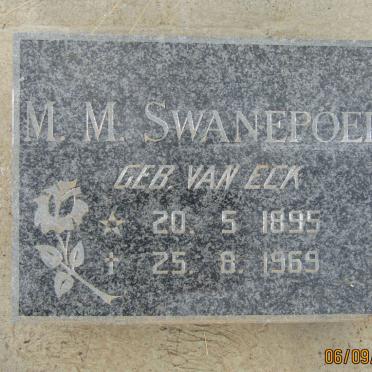 M. M. SWANEPOEL
GEB. VAN ECK
☆ 20. 5 1895
† 25. 8. 1969
06/09/